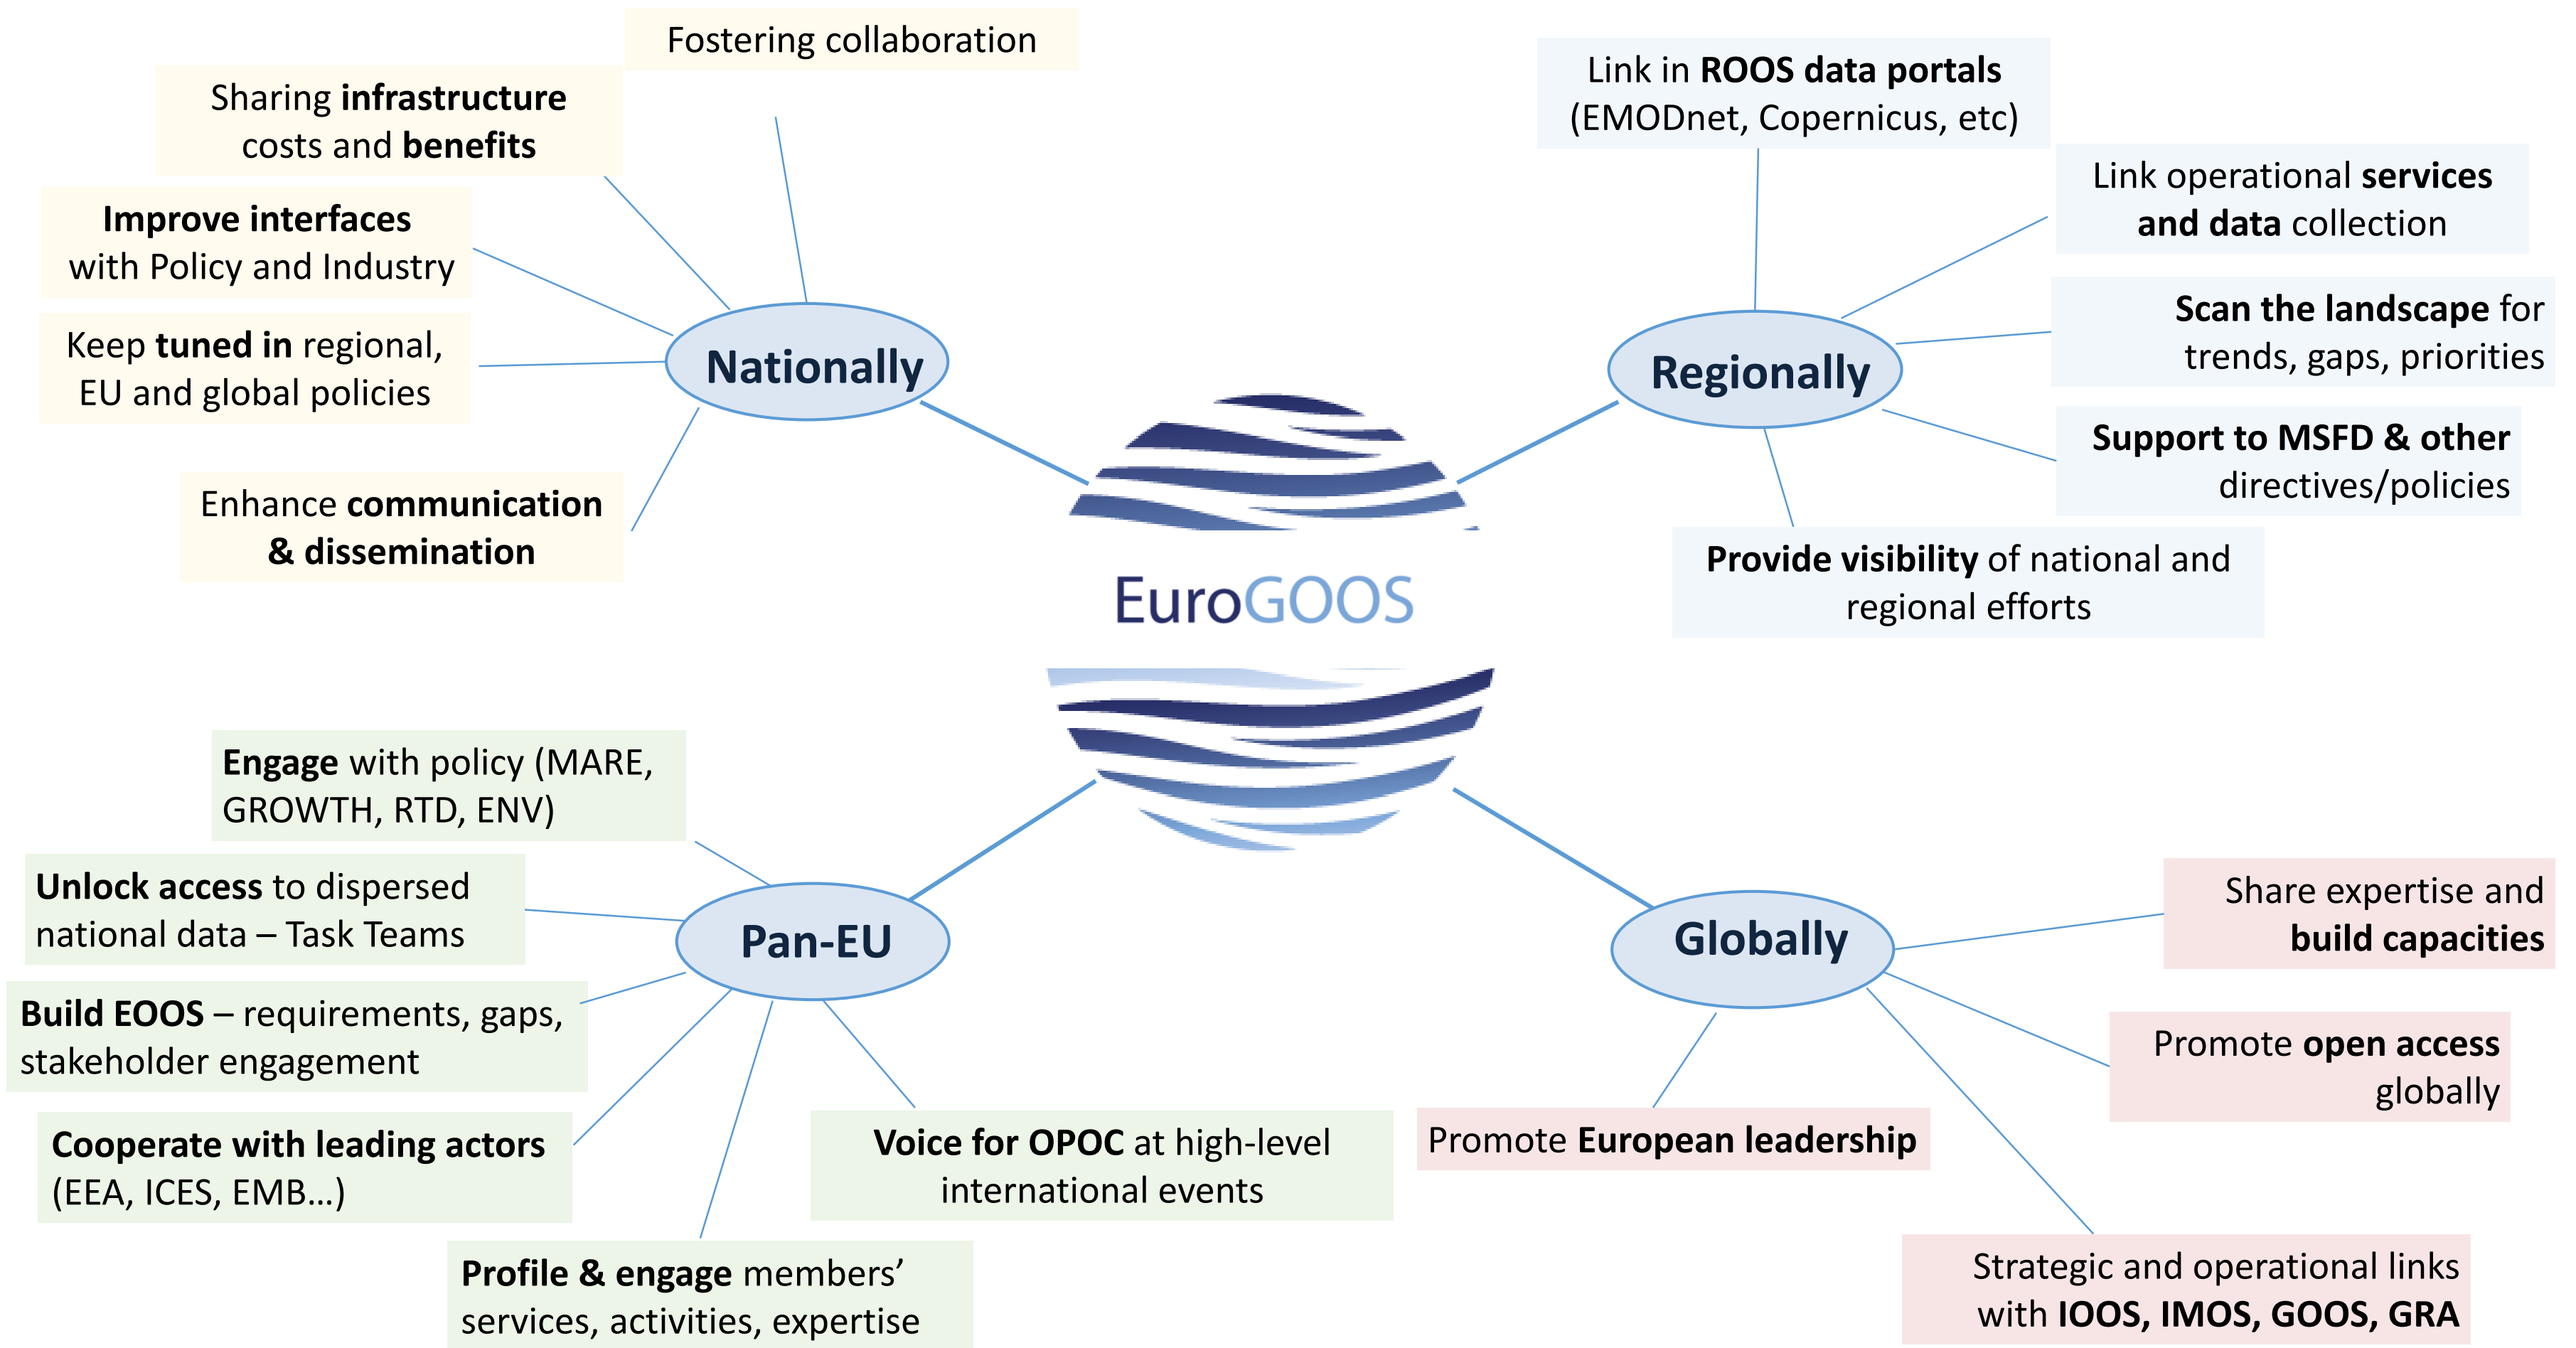 Fostering collaboration
Sharing infrastructure
costs and benefits
Improve interfaces
with Policy and Industry
Keep tuned in regional,
EU and global policies
Enhance communication
& dissemination
Nationally
Link in ROOS data portals
(EMODnet, Copernicus, etc)
Link operational services
and data collection
Scan the landscape for
trends, gaps, priorities
Support to MSFD & other
directives/policies
Provide visibility of national and
regional efforts
Regionally
EuroGOOS
Engage with policy (MARE,
GROWTH, RTD, ENV)
Unlock access to dispersed
national data – Task Teams
Build EOOS – requirements, gaps,
stakeholder engagement
Cooperate with leading actors
(EEA, ICES, EMB…)
Profile & engage members’
services, activities, expertise
Voice for OPOC at high-level
international events
Pan-EU
Globally
Share expertise and
build capacities
Promote open access
globally
Promote European leadership
Strategic and operational links
with IOOS, IMOS, GOOS, GRA